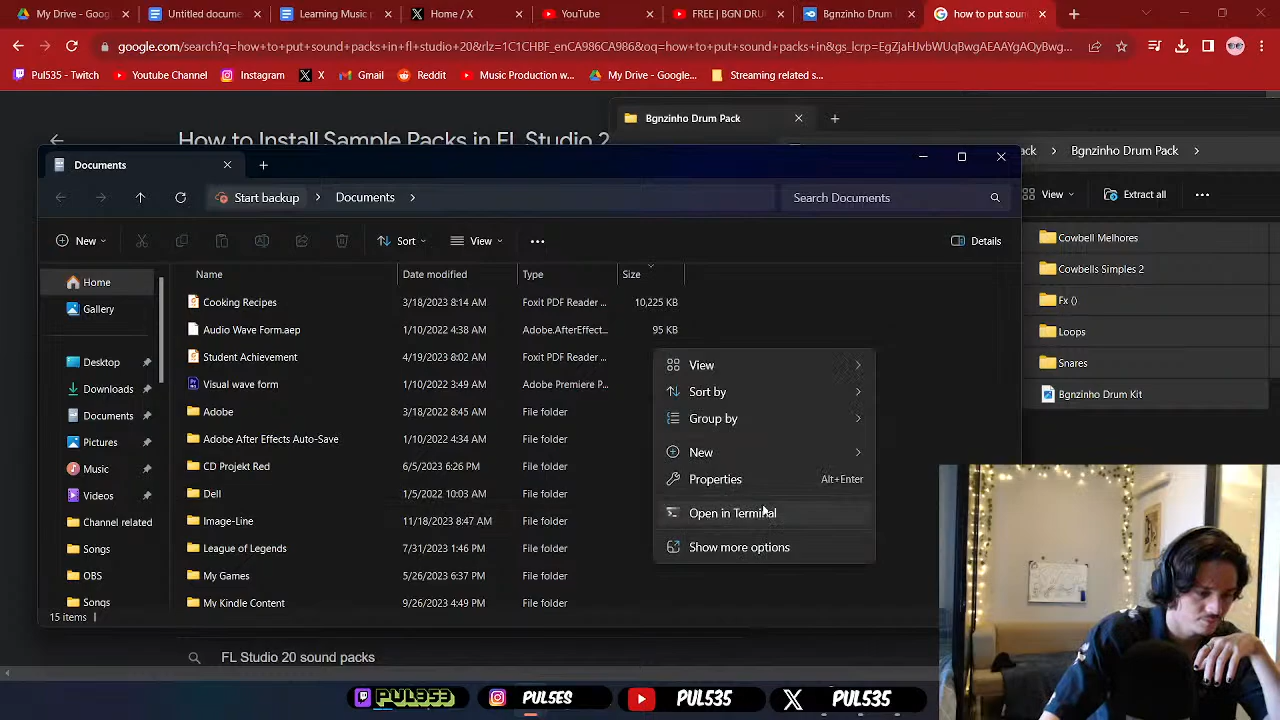 My Drive - Google
Untitled docume
Learning Music p
Home / X
YouTube
FREE | BGN DRU
Bgnzinho Drum
how to put soun
google.com/search?q=how+to+put+sound+packs+in+fl+studio+20&rlz=1C1CHBF_enCA986CA986&oq=how+to+put+sound+packs+in&gs_lcrp=EgZjaHJvbWUqBwgAEAAYgAQyBwg...
Pul535 - Twitch
Youtube Channel
Instagram
X
Gmail
Reddit
Music Production w...
My Drive - Google...
Streaming related s...
How to Install Sample Packs in FL Studio 2
Bgnzinho Drum Pack
ack > Bgnzinho Drum Pack >
View
Extract all
Documents
Start backup > Documents >
Search Documents
New
Sort
View
Details
Name
Date modified
Type
Size
Home
Gallery
Desktop
Downloads
Documents
Pictures
Music
Videos
Channel related
Songs
OBS
Songs
Cooking Recipes 3/18/2023 8:14 AM Foxit PDF Reader ... 10,225 KB
Audio Wave Form.aep 1/10/2022 4:38 AM Adobe.AfterEffect... 95 KB
Student Achievement 4/19/2023 8:02 AM Foxit PDF Reader ...
Visual wave form 1/10/2022 3:49 AM Adobe Premiere P...
Adobe 3/18/2022 8:45 AM File folder
Adobe After Effects Auto-Save 1/10/2022 4:34 AM File folder
CD Projekt Red 6/5/2023 6:26 PM File folder
Dell 1/5/2022 10:03 AM File folder
Image-Line 11/18/2023 8:47 AM File folder
League of Legends 7/31/2023 1:46 PM File folder
My Games 5/26/2023 6:37 PM File folder
My Kindle Content 9/26/2023 4:49 PM File folder
15 items
View
Sort by
Group by
New
Properties Alt+Enter
Open in Terminal
Show more options
Cowbell Melhores
Cowbells Simples 2
Fx ()
Loops
Snares
Bgnzinho Drum Kit
FL Studio 20 sound packs
PUL353
PUL5ES
PUL535
PUL535